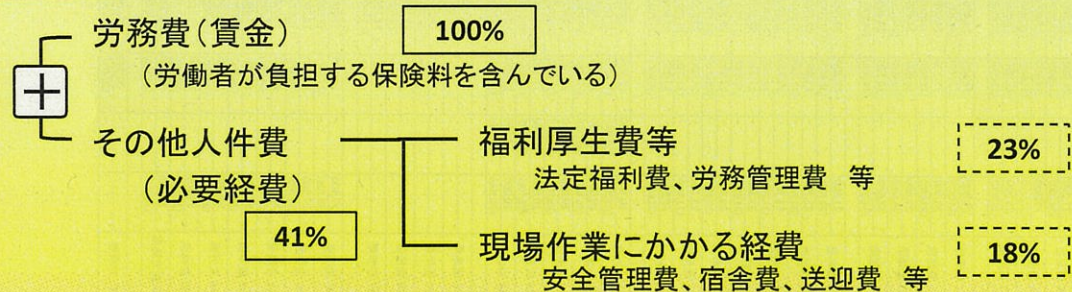 労務費(賃金) 100%
(労働者が負担する保険料を含んでいる)
+
その他人件費 福利厚生費等 23%
(必要経費) 法定福利費、労務管理費 等
41%
現場作業にかかる経費 18%
安全管理費、宿舎費、送迎費 等